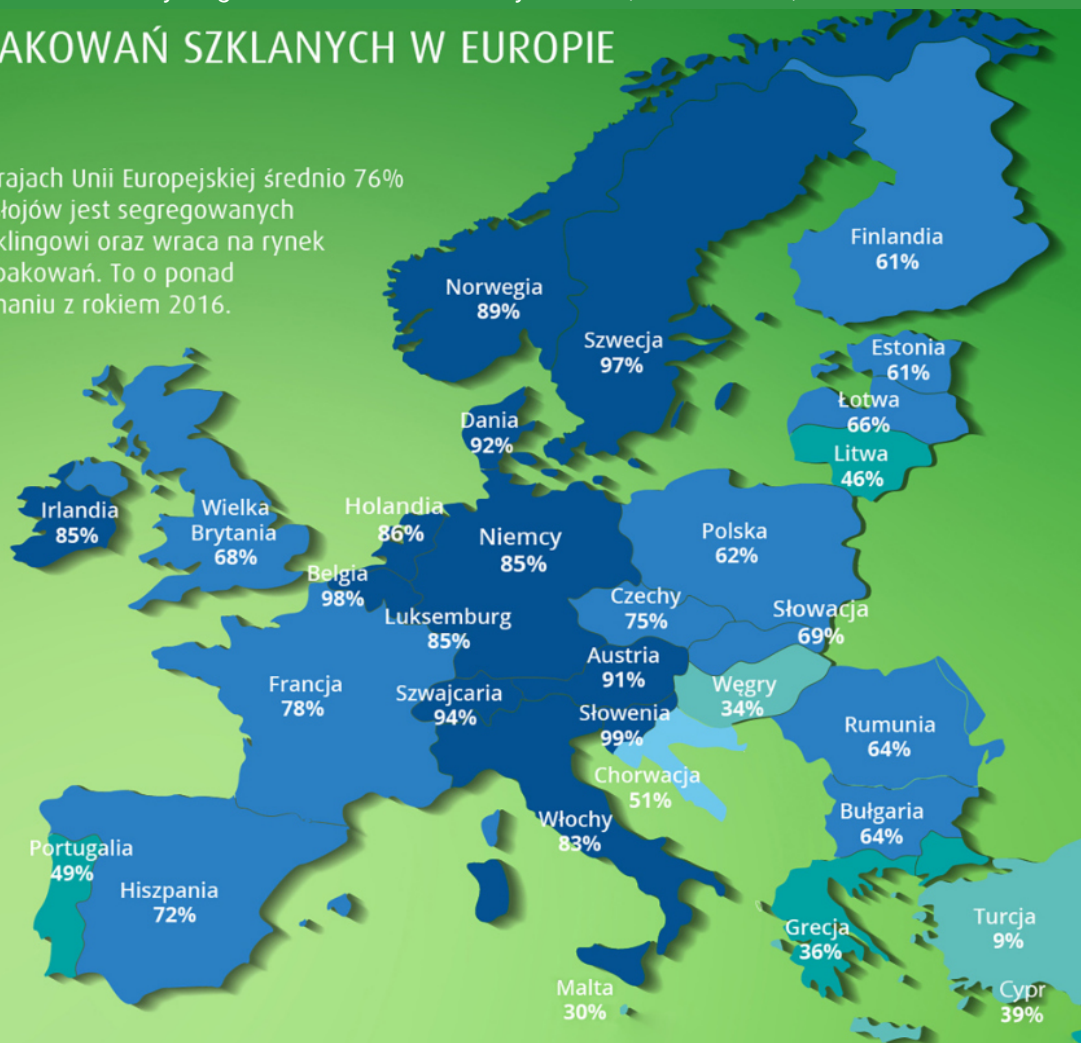 AKOWAŃ SZKLANYCH W EUROPIE
rajach Unii Europejskiej średnio 76%
łojów jest segregowanych
klingowi oraz wraca na rynek
pakowań. To o ponad
naniu z rokiem 2016.
Finlandia
61%
Norwegia
89%
Szwecja
97%
Estonia
61%
Łotwa
66%
Litwa
46%
Dania
92%
Irlandia
85%
Wielka
Brytania
68%
Holandia
86%
Niemcy
85%
Polska
62%
Belgia
98%
Luksemburg
85%
Czechy
75%
Słowacja
69%
Austria
91%
Francja
78%
Szwajcaria
94%
Węgry
34%
Słowenia
99%
Rumunia
64%
Chorwacja
51%
Włochy
83%
Bułgaria
64%
Portugalia
49%
Hiszpania
72%
Grecja
36%
Turcja
9%
Malta
30%
Cypr
39%